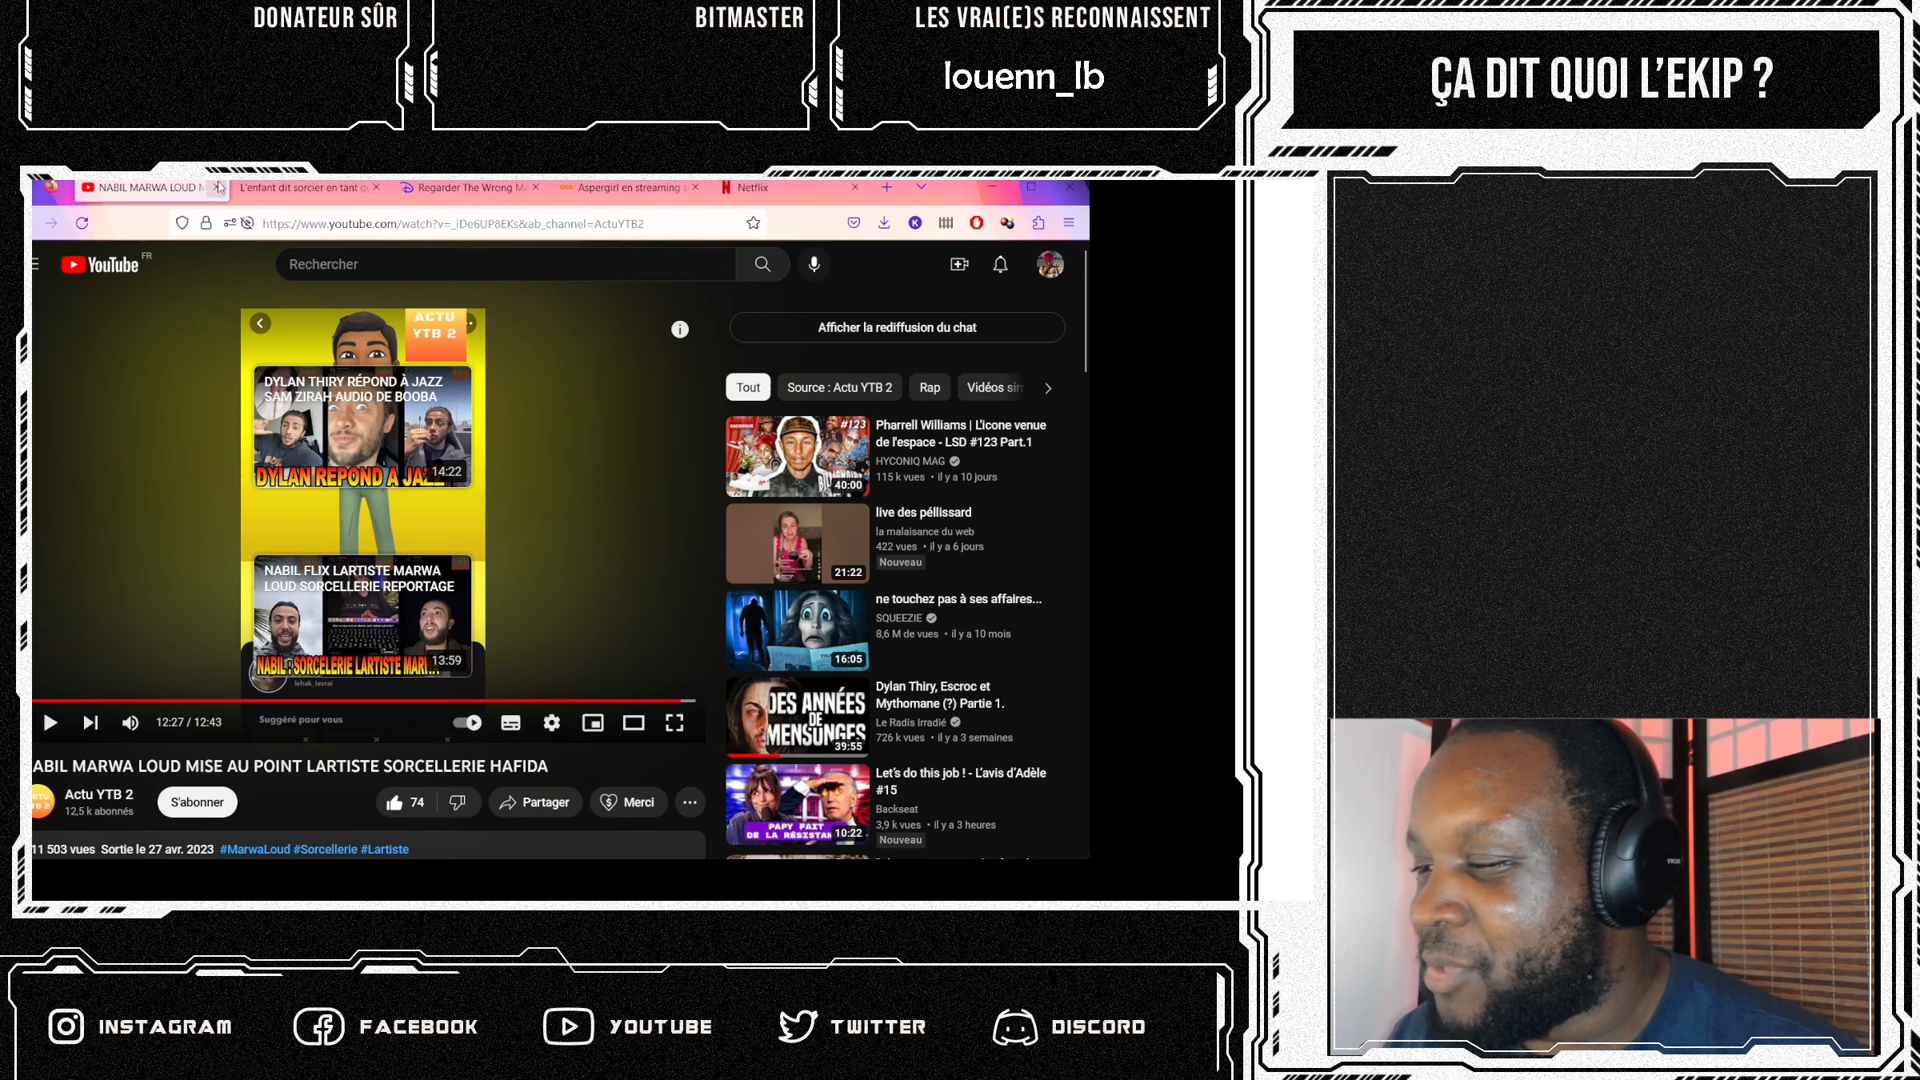 DONATEUR SÛR
BITMASTER
LES VRAI(E)S RECONNAISSENT
louenn_lb
ÇA DIT QUOI L'EKIP ?
NABIL MARWA LOUD M
L'enfant dit sorcier en tant q
Regarder The Wrong Ma
Aspergirl en streaming
Netflix
https://www.youtube.com/watch?v=_iDe6UP8EKs&ab_channel=ActuYTB2
YouTube FR
Rechercher
ACTU
YTB 2
DYLAN THIRY RÉPOND À JAZZ
SAM ZIRAH AUDIO DE BOOBA
DYLAN REPOND A JAZZ
14:22
NABIL FLIX LARTISTE MARWA
LOUD SORCELLERIE REPORTAGE
NABIL : SORCELERIE LARTISTE MARW
13:59
lehak_levrai
Suggéré pour vous
12:27 / 12:43
ABIL MARWA LOUD MISE AU POINT LARTISTE SORCELLERIE HAFIDA
Actu YTB 2
12,5 k abonnés
S'abonner
74
Partager
Merci
11 503 vues Sortie le 27 avr. 2023 #MarwaLoud #Sorcellerie #Lartiste
Afficher la rediffusion du chat
Tout
Source : Actu YTB 2
Rap
Vidéos sim
#123
40:00
Pharrell Williams | L'icone venue
de l'espace - LSD #123 Part.1
HYCONIQ MAG
115 k vues • il y a 10 jours
21:22
live des péllissard
la malaisance du web
422 vues • il y a 6 jours
Nouveau
16:05
ne touchez pas à ses affaires...
SQUEEZIE
8,6 M de vues • il y a 10 mois
DES ANNÉES
DE
MENSONGES
39:55
Dylan Thiry, Escroc et
Mythomane (?) Partie 1.
Le Radis Irradié
726 k vues • il y a 3 semaines
PAPY FAIT
DE LA RÉSISTAN
10:22
Let's do this job ! - L'avis d'Adèle
#15
Backseat
3,9 k vues • il y a 3 heures
Nouveau
SONY
INSTAGRAM
FACEBOOK
YOUTUBE
TWITTER
DISCORD